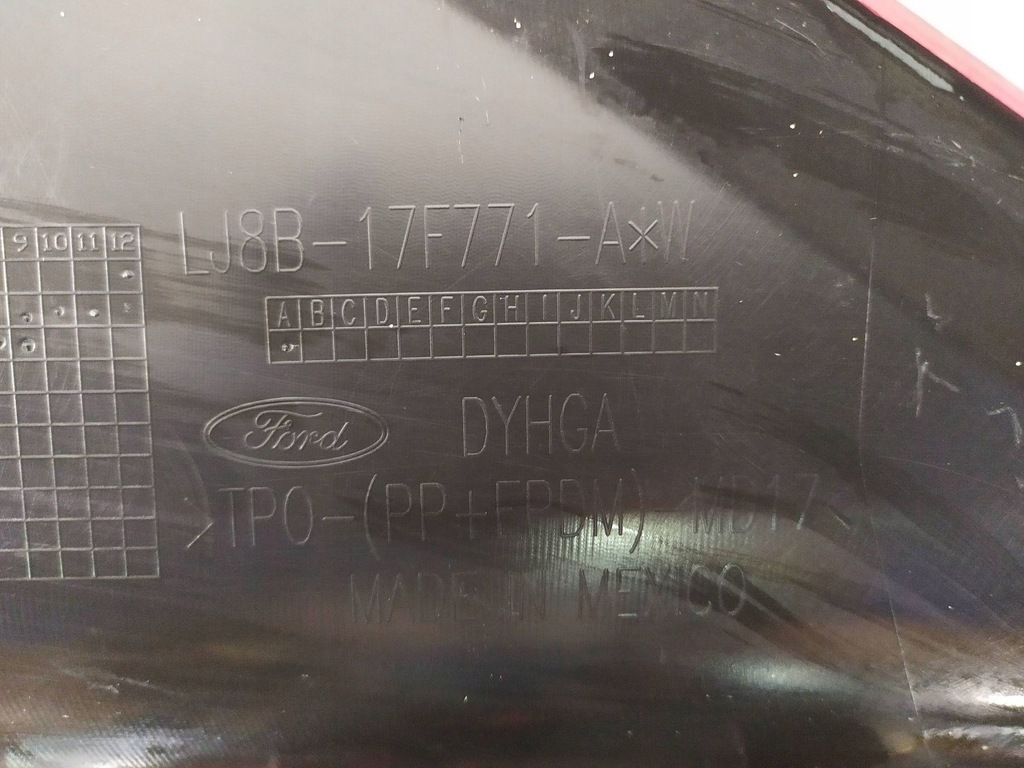 LJ8B-17F771-A*W
9 10 11 12
A B C D E F G H I J K L M N
Ford DYHGA
>TPO-(PP+EPDM) MD17<
MADE IN MEXICO